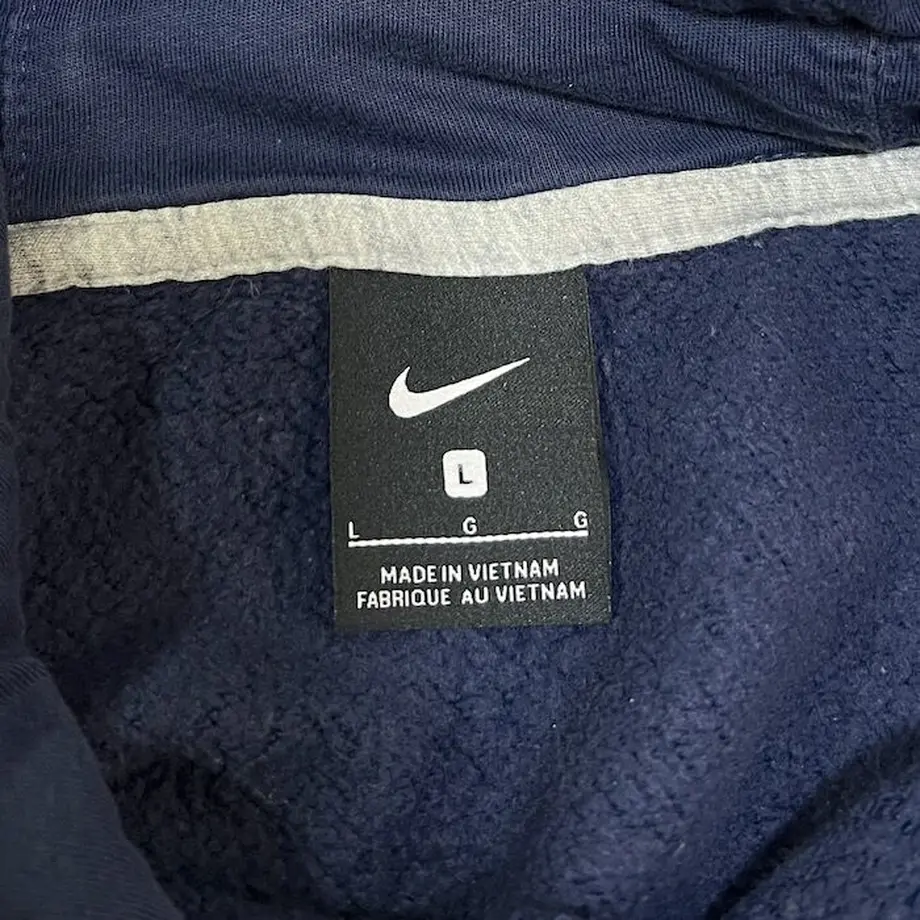 L
L G G
MADE IN VIETNAM
FABRIQUE AU VIETNAM